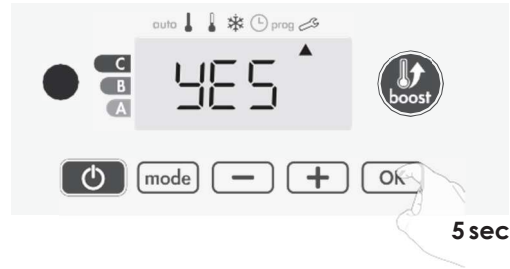 auto prog
C
B
A
YES
boost
mode − + OK
5 sec